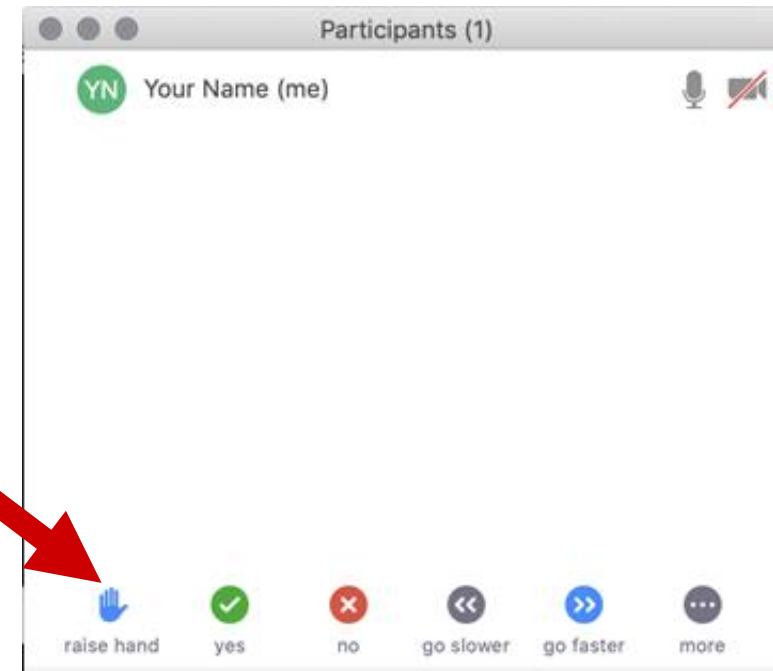 Participants (1)
YN Your Name (me)
raise hand yes no go slower go faster more